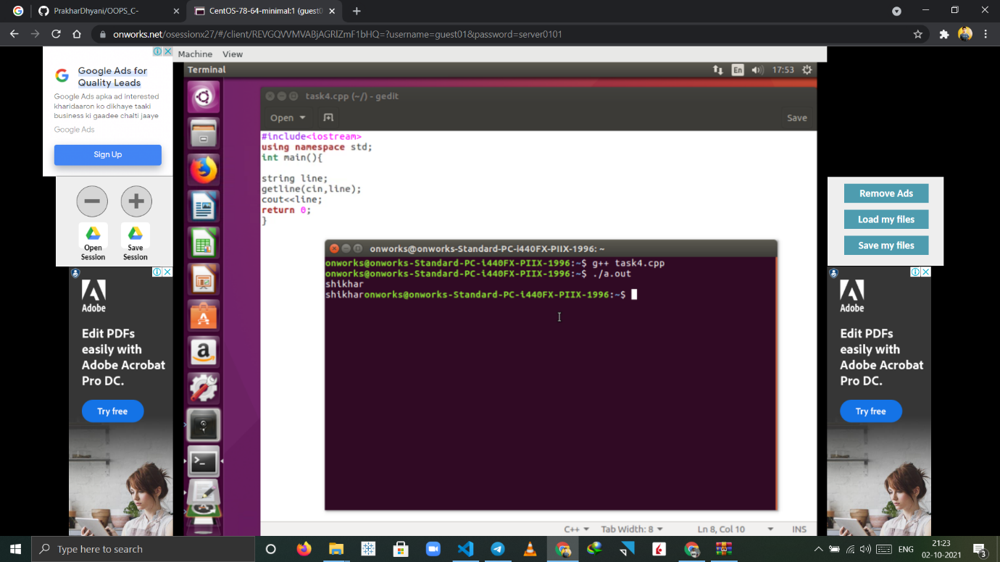 PrakharDhyani/OOPS_C-
CentOS-78-64-minimal:1 (guest0
onworks.net/osessionx27/#/client/REVGQVVMVABjAGRlZmF1bHQ=?username=guest01&password=server0101
Google Ads for
Quality Leads
Google Ads apka ad interested
kharidaaron ko dikhaye taaki
business ki gaadee chalti jaaye
Google Ads
Sign Up
Open
Session
Save
Session
Adobe
Edit PDFs
easily with
Adobe Acrobat
Pro DC.
Try free
Machine View
Terminal
En
17:53
task4.cpp (~/) - gedit
Open
Save
#include<iostream>
using namespace std;
int main(){
string line;
getline(cin,line);
cout<<line;
return 0;
}
onworks@onworks-Standard-PC-i440FX-PIIX-1996: ~
onworks@onworks-Standard-PC-i440FX-PIIX-1996:~$ g++ task4.cpp
onworks@onworks-Standard-PC-i440FX-PIIX-1996:~$ ./a.out
shikhar
shikharonworks@onworks-Standard-PC-i440FX-PIIX-1996:~$
C++ Tab Width: 8 Ln 8, Col 10 INS
Remove Ads
Load my files
Save my files
Adobe
Edit PDFs
easily with
Adobe Acrobat
Pro DC.
Try free
Type here to search
ENG
21:23
02-10-2021
3